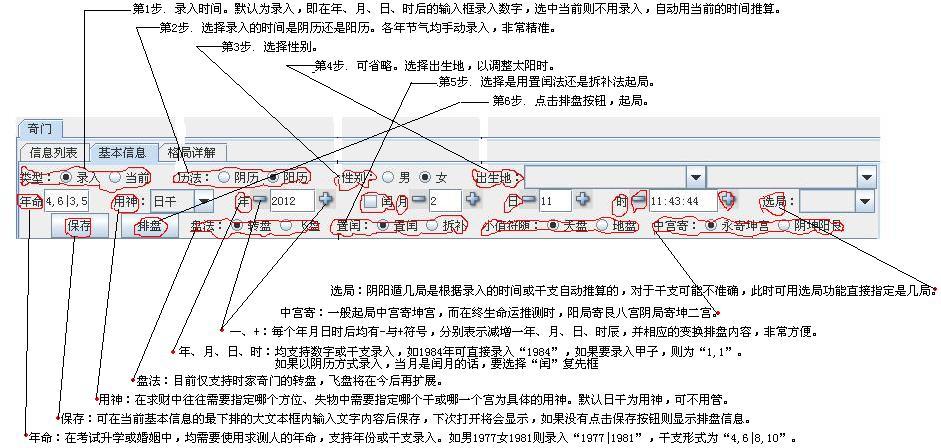 第1步. 录入时间。默认为录入，即在年、月、日、时后的输入框录入数字，选中当前则不用录入，自动用当前的时间推算。
第2步. 选择录入的时间是阴历还是阳历。各年节气均手动录入，非常精准。
第3步. 选择性别。
第4步. 可省略。选择出生地，以调整太阳时。
第5步. 选择是用置闰法还是拆补法起局。
第6步. 点击排盘按钮，起局。
奇门
信息列表 基本信息 格局详解
类型： 录入 当前 历法： 阴历 阳历 性别： 男 女 出生地：
年命 4,6|3,5 用神： 日干 年 2012 闰 月 2 日 11 时 11:43:44 选局：
保存 排盘 盘法： 转盘 飞盘 置闰： 置闰 拆补 小值符随： 天盘 地盘 中宫寄： 永寄坤宫 阴坤阳艮
选局：阴阳遁几局是根据录入的时间或干支自动推算的，对于干支可能不准确，此时可用选局功能直接指定是几局。
中宫寄：一般起局中宫寄坤宫，而在终生命运推测时，阳局寄艮八宫阴局寄坤二宫。
一、+：每个年月日时后均有-与+符号，分别表示减增一年、月、日、时辰，并相应的变换排盘内容，非常方便。
年、月、日、时：均支持数字或干支录入，如1984年可直接录入“1984”，如果要录入甲子，则为“1,1”。
如果以阴历方式录入，当月是闰月的话，要选择“闰”复先框
盘法：目前仅支持时家奇门的转盘，飞盘将在今后再扩展。
用神：在求财中往往需要指定哪个方位、失物中需要指定哪个干或哪一个宫为具体的用神。默认日干为用神，可不用管。
保存：可在当前基本信息的最下排的大文本框内输入文字内容后保存，下次打开将会显示，如果没有点击保存按钮则显示排盘信息。
年命：在考试升学或婚姻中，均需要使用求测人的年命，支持年份或干支录入。如男1977女1981则录入“1977|1981”，干支形式为“4,6|8,10”。